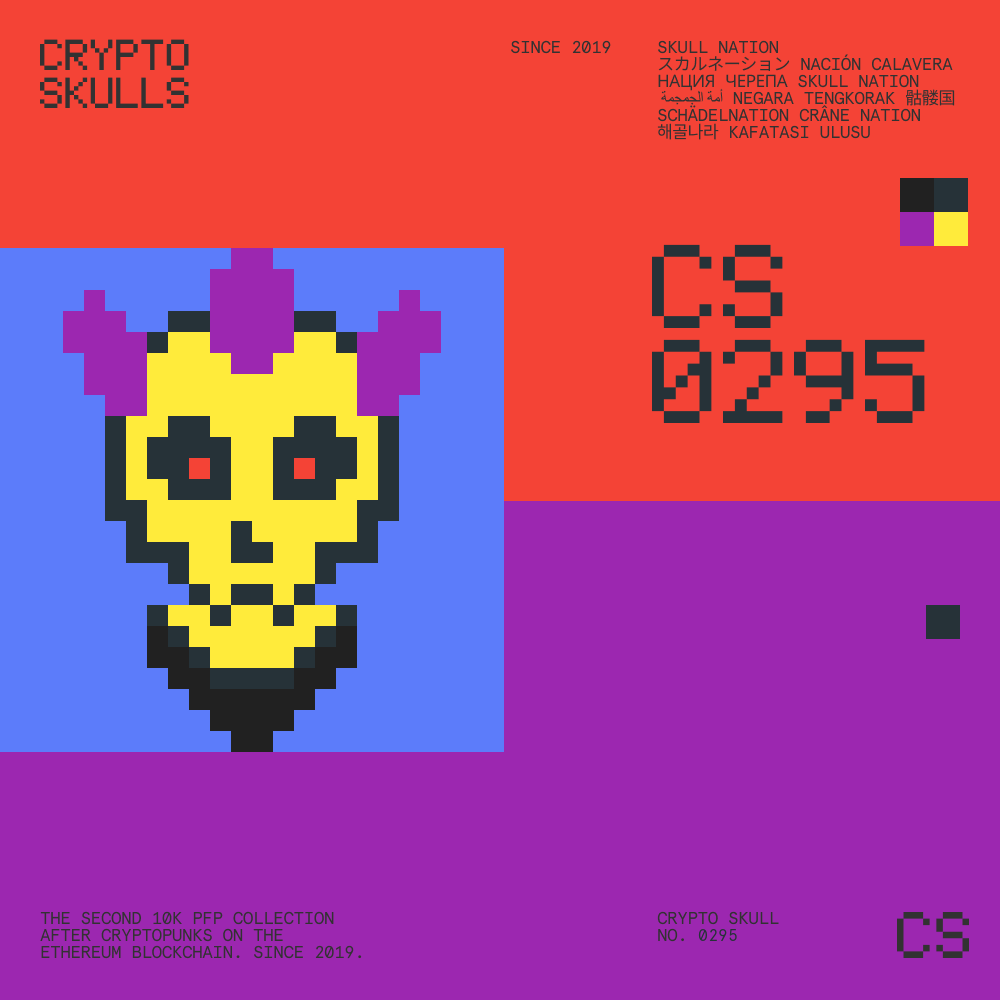 CRYPTO
SKULLS
SINCE 2019
SKULL NATION
スカルネーション NACIÓN CALAVERA
НАЦИЯ ЧЕРЕПА SKULL NATION
أمة الجمجمة NEGARA TENGKORAK 骷髅国
SCHÄDELNATION CRÂNE NATION
해골나라 KAFATASI ULUSU
CS
0295
THE SECOND 10K PFP COLLECTION
AFTER CRYPTOPUNKS ON THE
ETHEREUM BLOCKCHAIN. SINCE 2019.
CRYPTO SKULL
NO. 0295
CS